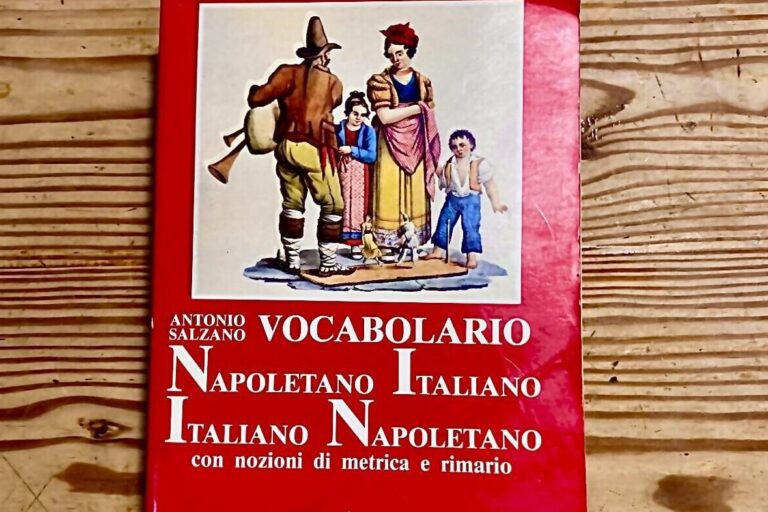 ANTONIO
SALZANO VOCABOLARIO
NAPOLETANO ITALIANO
ITALIANO NAPOLETANO
con nozioni di metrica e rimario